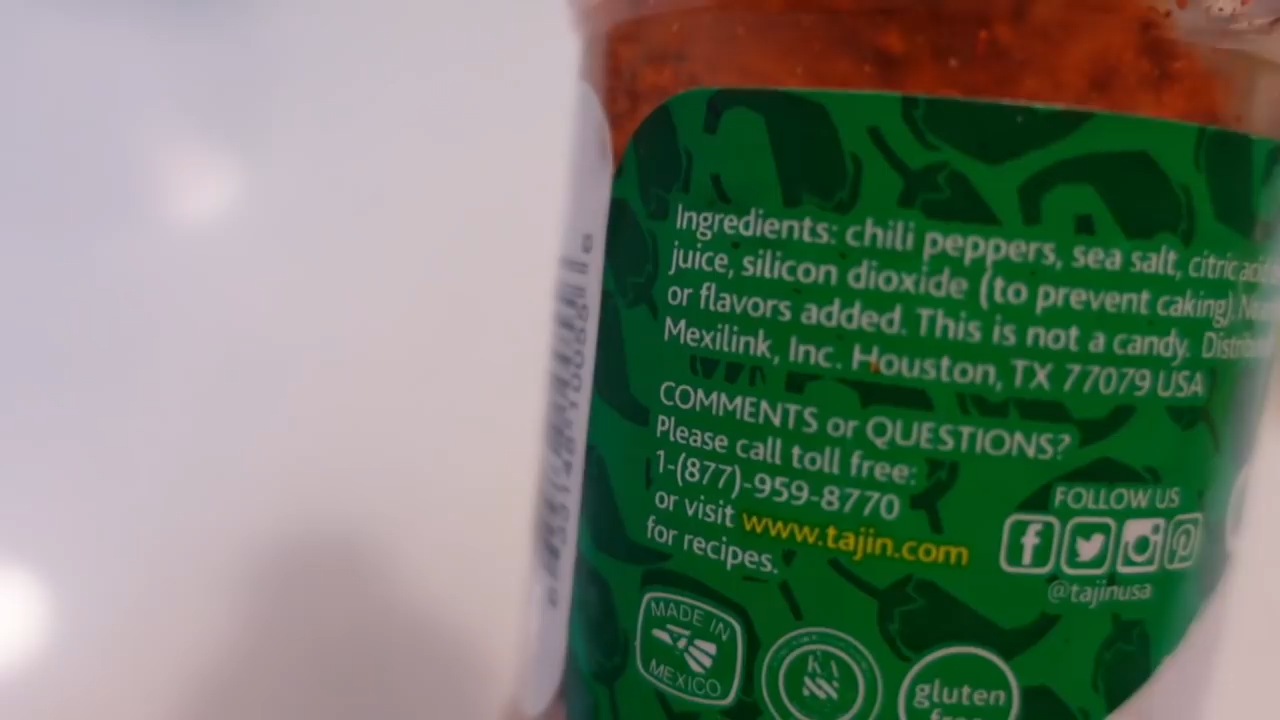 Ingredients: chili peppers, sea salt, citric
juice, silicon dioxide (to prevent caking).
or flavors added. This is not a candy.
Mexilink, Inc. Houston, TX 77079 USA
COMMENTS or QUESTIONS?
Please call toll free:
1-(877)-959-8770
or visit www.tajin.com
for recipes.
FOLLOW US
@tajinusa
MADE IN
MEXICO
KA
gluten
free